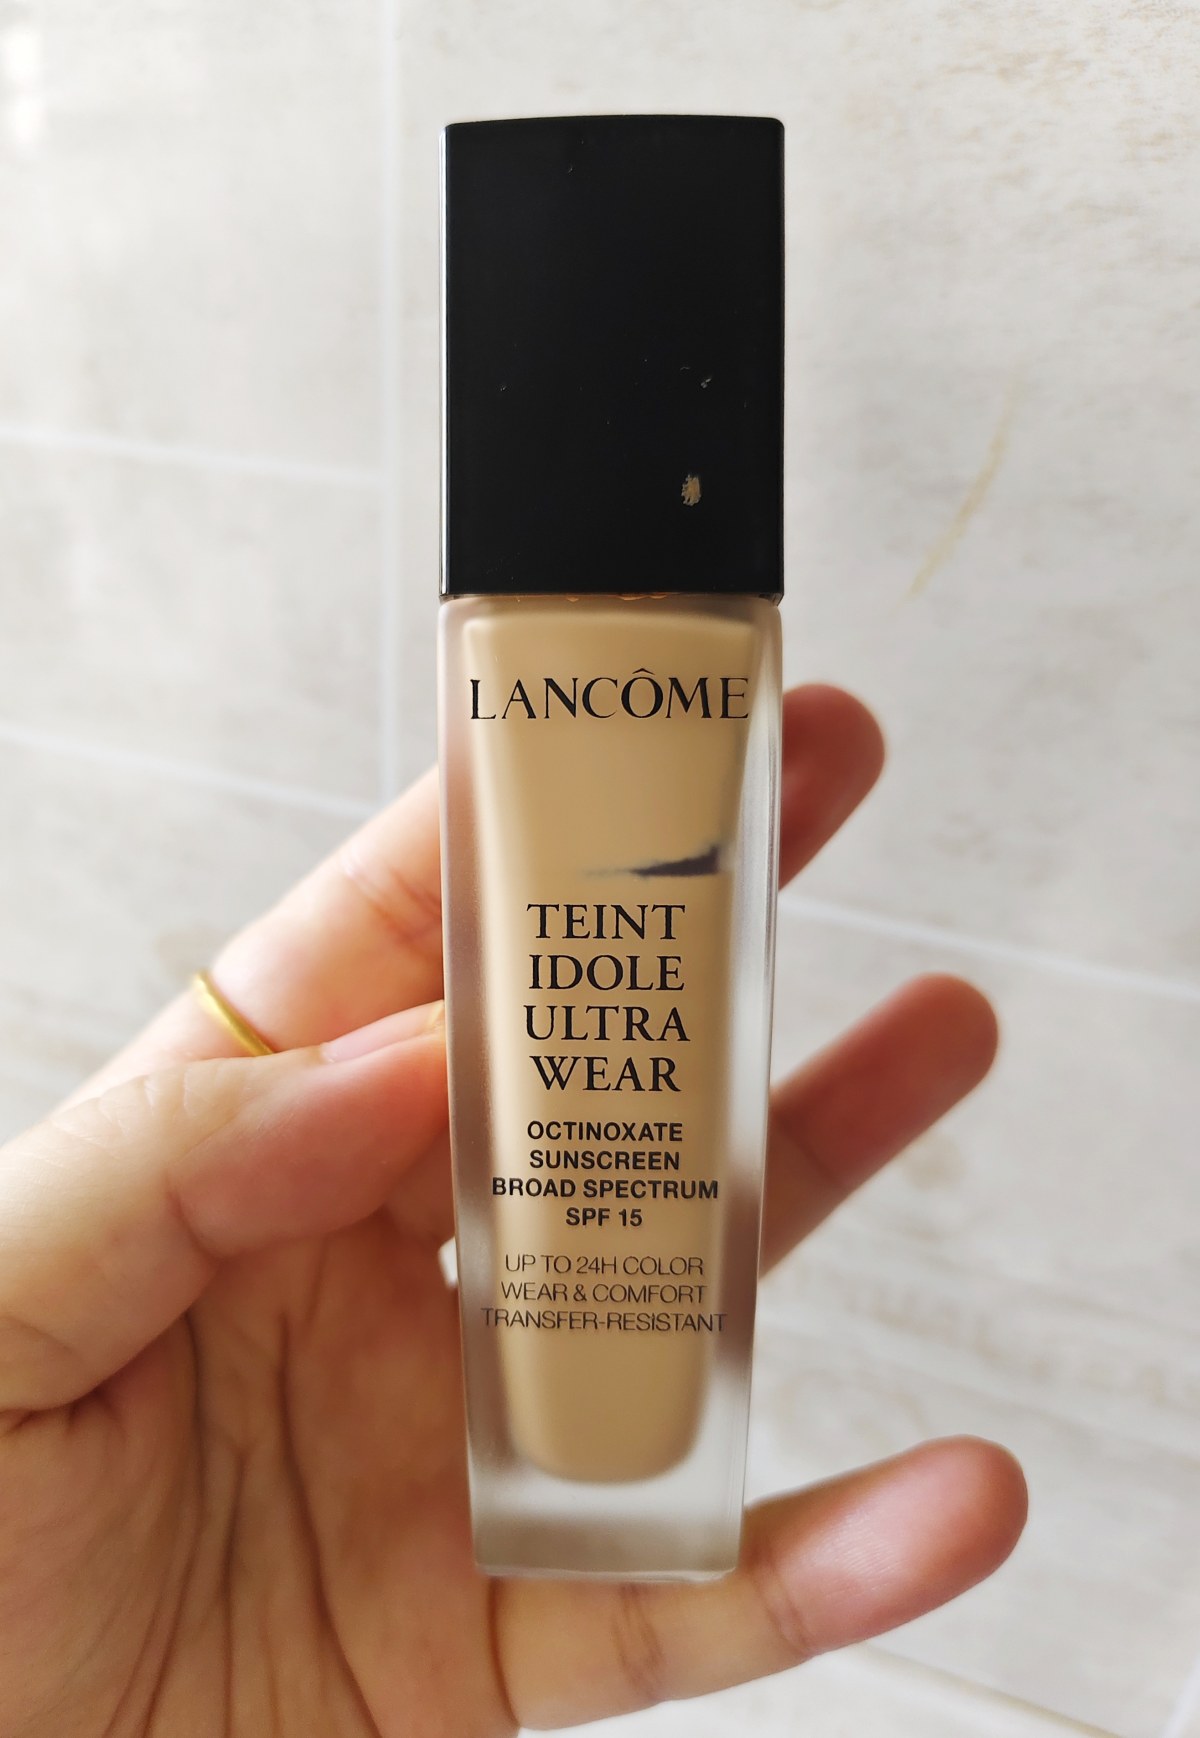 LANCÔME
TEINT
IDOLE
ULTRA
WEAR
OCTINOXATE
SUNSCREEN
BROAD SPECTRUM
SPF 15
UP TO 24H COLOR
WEAR & COMFORT
TRANSFER-RESISTANT